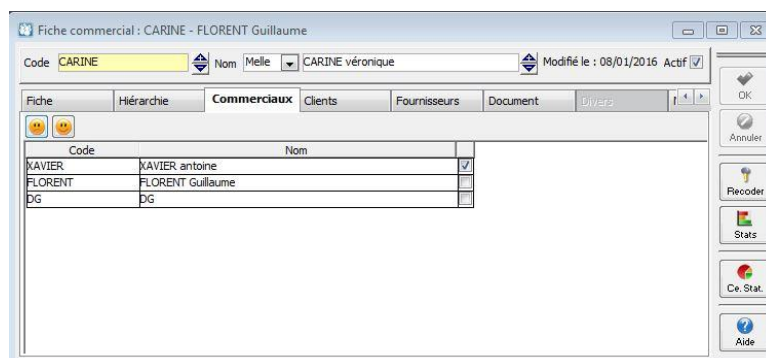 Fiche commercial : CARINE - FLORENT Guillaume
Code CARINE Nom Melle CARINE véronique Modifié le : 08/01/2016 Actif
Fiche Hiérarchie Commerciaux Clients Fournisseurs Document Divers
OK
Annuler
Code Nom
XAVIER XAVIER antoine
FLORENT FLORENT Guillaume
DG DG
Recoder
Stats
Ce. Stat.
Aide